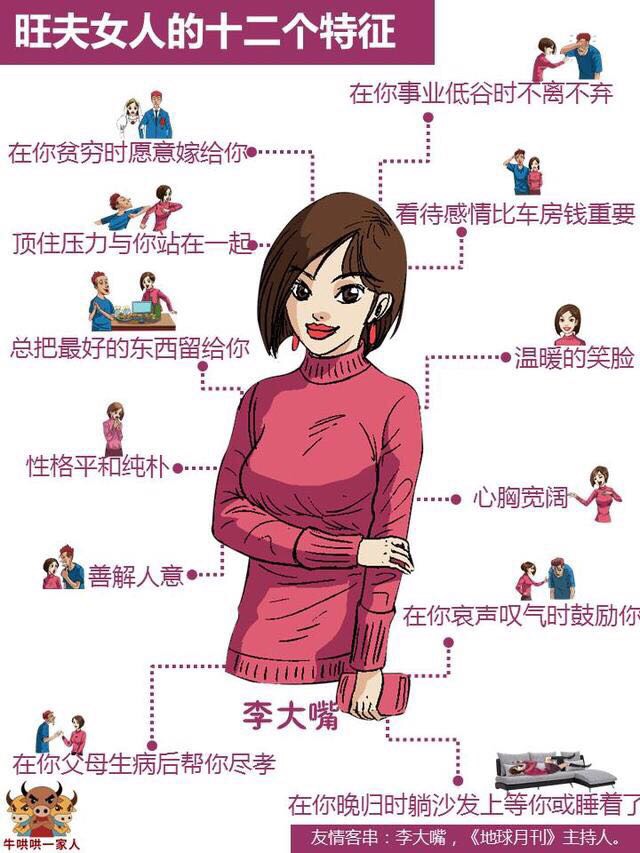 旺夫女人的十二个特征
在你事业低谷时不离不弃
在你贫穷时愿意嫁给你
看待感情比车房钱重要
顶住压力与你站在一起
总把最好的东西留给你
温暖的笑脸
性格平和纯朴
心胸宽阔
善解人意
在你哀声叹气时鼓励你
李大嘴
在你父母生病后帮你尽孝
在你晚归时躺沙发上等你或睡着了
牛哄哄一家人
友情客串：李大嘴，《地球月刊》主持人。